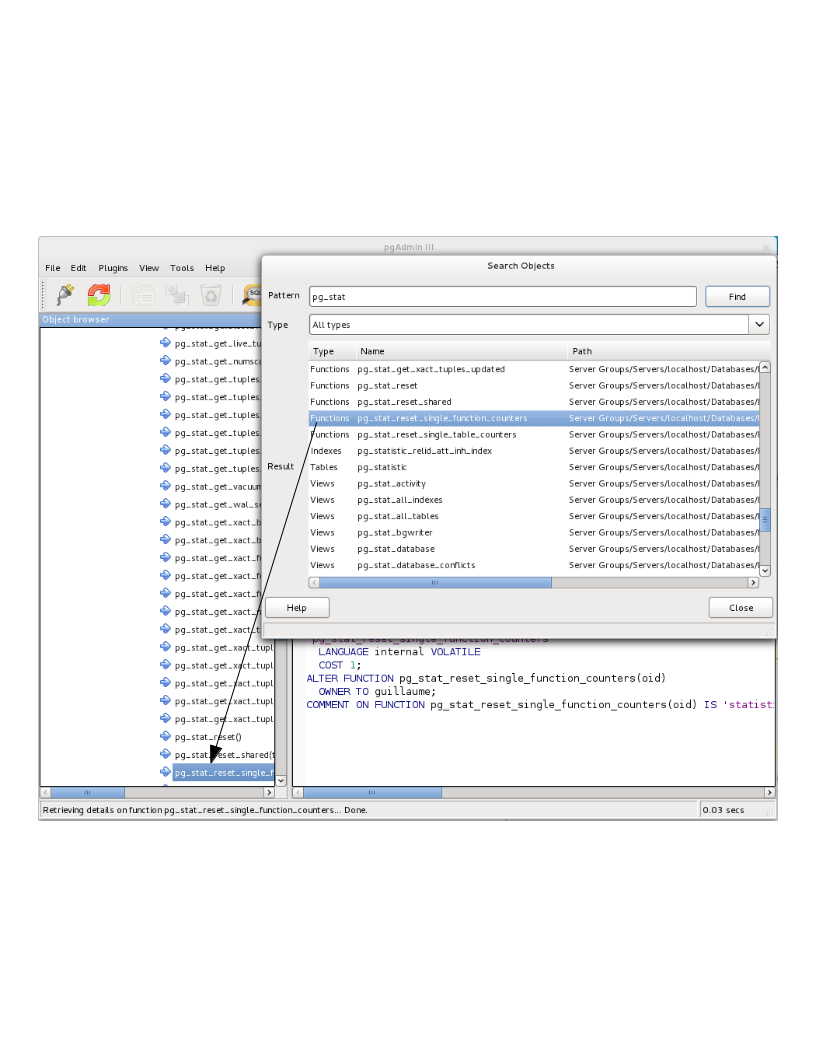 pgAdmin III
File Edit Plugins View Tools Help
SQL
Object browser
pg_stat_get_live_tu
pg_stat_get_numsca
pg_stat_get_tuples
pg_stat_get_tuples
pg_stat_get_tuples
pg_stat_get_tuples
pg_stat_get_tuples
pg_stat_get_tuples
pg_stat_get_vacuum
pg_stat_get_wal_se
pg_stat_get_xact_b
pg_stat_get_xact_b
pg_stat_get_xact_f
pg_stat_get_xact_f
pg_stat_get_xact_f
pg_stat_get_xact_
pg_stat_get_xact_t
pg_stat_get_xact_tupl
pg_stat_get_xact_tupl
pg_stat_get_xact_tupl
pg_stat_get_xact_tupl
pg_stat_get_xact_tupl
pg_stat_reset()
pg_stat_reset_shared(t
pg_stat_reset_single_f
Search Objects
Pattern pg_stat Find
Type All types
Type Name Path
Functions pg_stat_get_xact_tuples_updated Server Groups/Servers/localhost/Databases/
Functions pg_stat_reset Server Groups/Servers/localhost/Databases/
Functions pg_stat_reset_shared Server Groups/Servers/localhost/Databases/
Functions pg_stat_reset_single_function_counters Server Groups/Servers/localhost/Databases/
Functions pg_stat_reset_single_table_counters Server Groups/Servers/localhost/Databases/
Indexes pg_statistic_relid_att_inh_index Server Groups/Servers/localhost/Databases/
Result
Tables pg_statistic Server Groups/Servers/localhost/Databases/
Views pg_stat_activity Server Groups/Servers/localhost/Databases/
Views pg_stat_all_indexes Server Groups/Servers/localhost/Databases/
Views pg_stat_all_tables Server Groups/Servers/localhost/Databases/
Views pg_stat_bgwriter Server Groups/Servers/localhost/Databases/
Views pg_stat_database Server Groups/Servers/localhost/Databases/
Views pg_stat_database_conflicts Server Groups/Servers/localhost/Databases/
Help Close
pg_stat_reset_single_function_counters
LANGUAGE internal VOLATILE
COST 1;
ALTER FUNCTION pg_stat_reset_single_function_counters(oid)
OWNER TO guillaume;
COMMENT ON FUNCTION pg_stat_reset_single_function_counters(oid) IS 'statist
Retrieving details on function pg_stat_reset_single_function_counters... Done. 0.03 secs